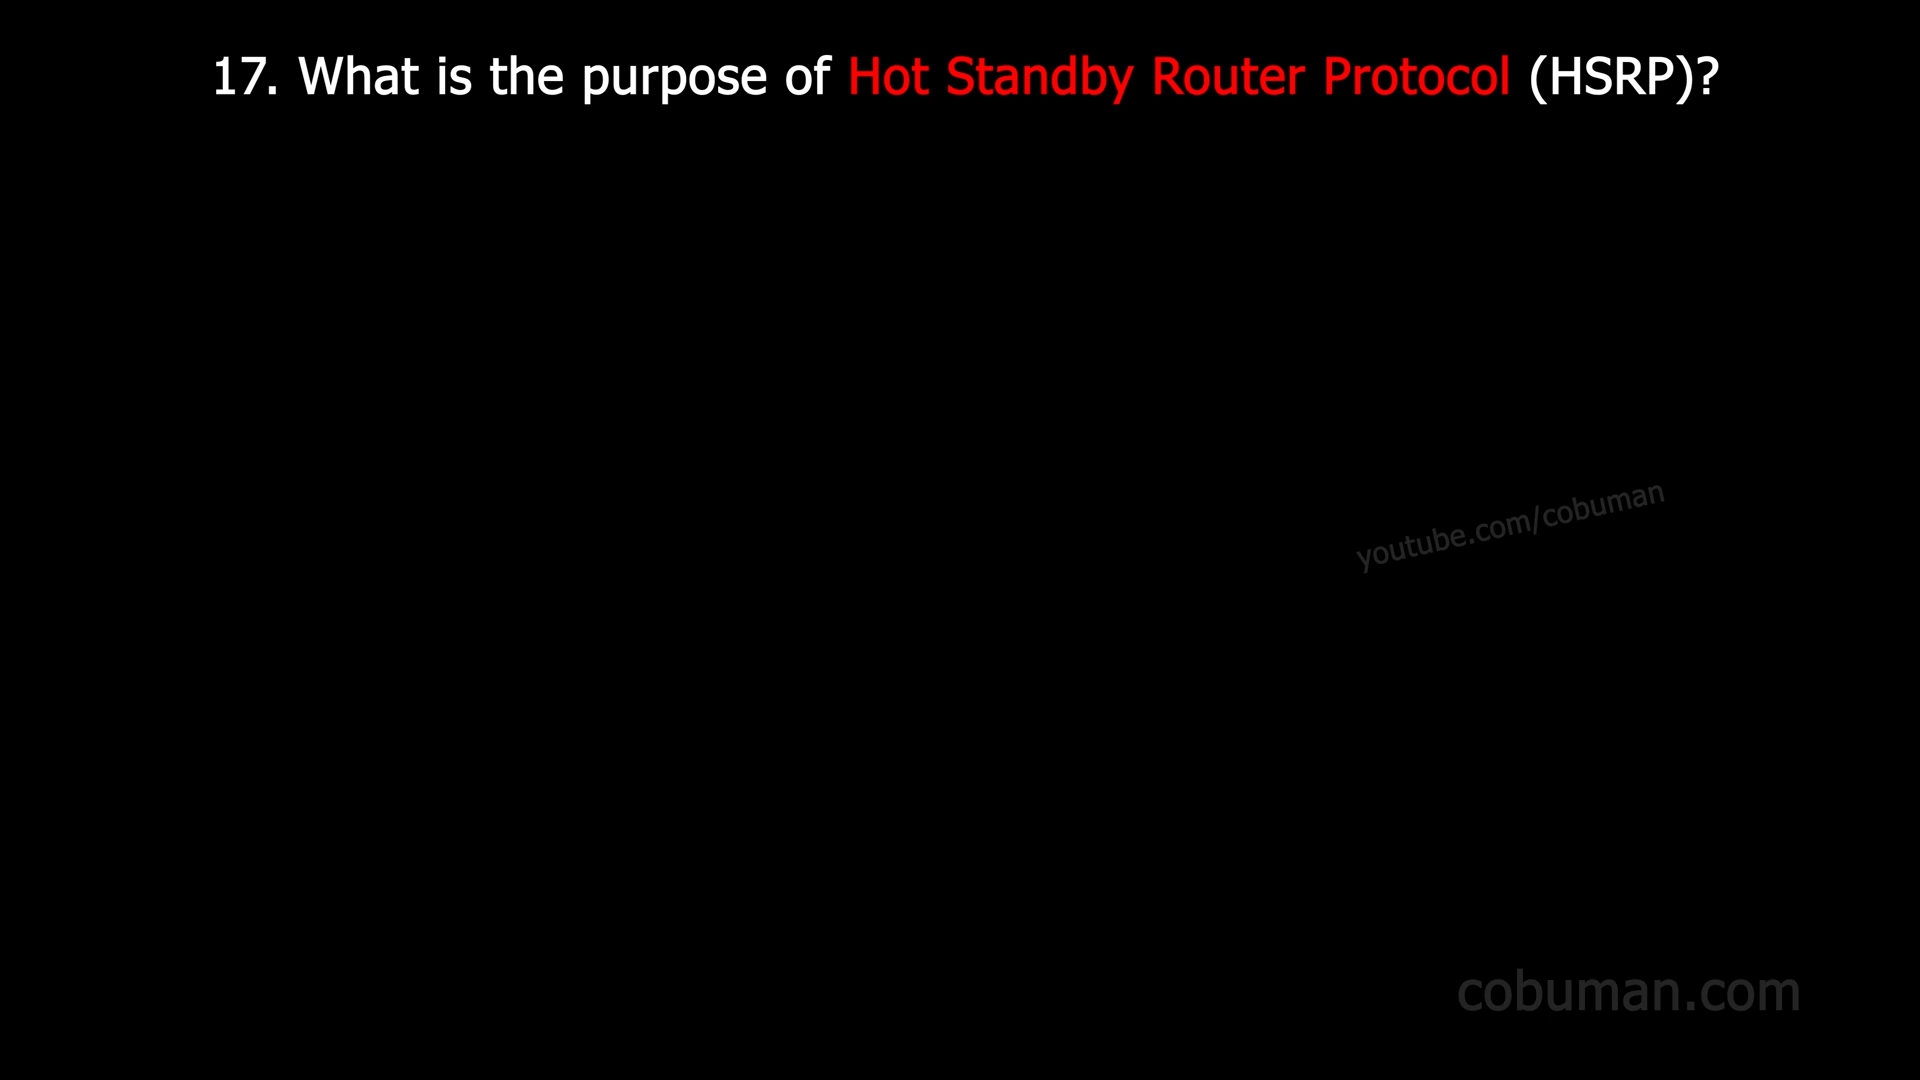 17. What is the purpose of Hot Standby Router Protocol (HSRP)?
youtube.com/cobuman
cobuman.com